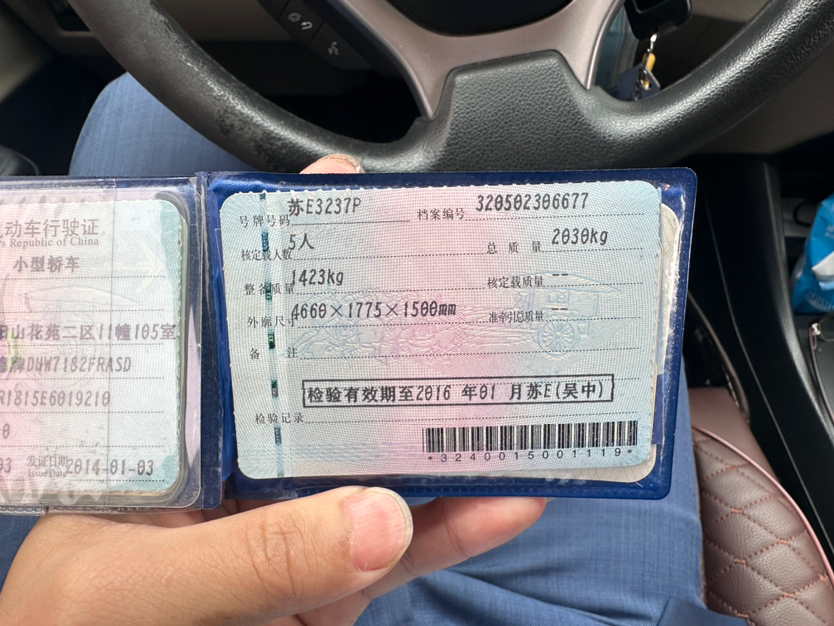 动车行驶证
's Republic of China
小型轿车
山花苑二区11幢105室
牌DHW7182FRASD
R1815E6019210
0
03 发证日期 2014-01-03
Issue Date
号牌号码 苏E3237P 档案编号 320502306677
核定载人数 5人 总质量 2030kg
整备质量 1423kg 核定载质量 --
外廓尺寸 4660×1775×1500mm 准牵引总质量 --
备注
检验有效期至2016 年01 月苏E(吴中)
检验记录
*3240015001119*